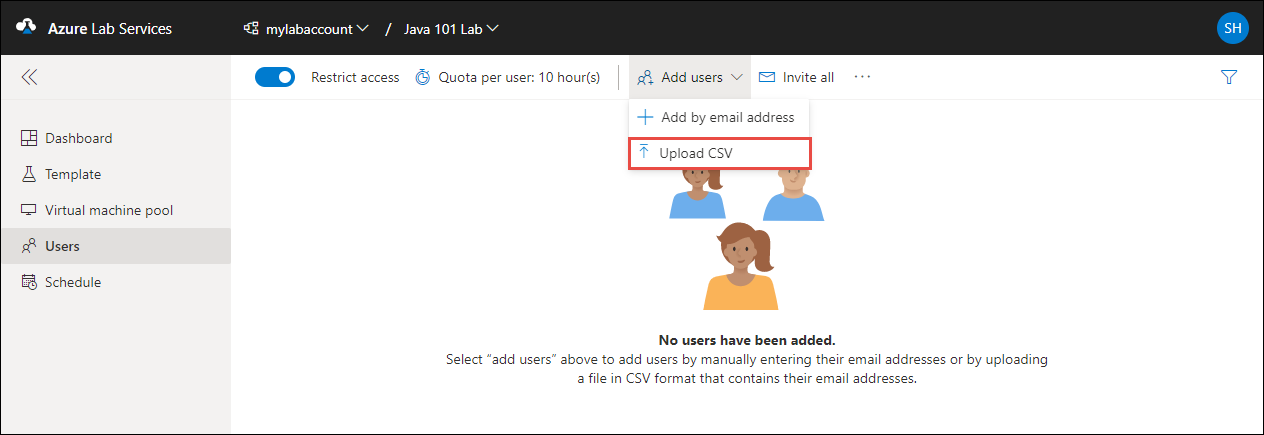 Azure Lab Services mylabaccount / Java 101 Lab SH
Restrict access Quota per user: 10 hour(s) Add users Invite all ...
Add by email address
Upload CSV
Dashboard
Template
Virtual machine pool
Users
Schedule
No users have been added.
Select “add users” above to add users by manually entering their email addresses or by uploading
a file in CSV format that contains their email addresses.